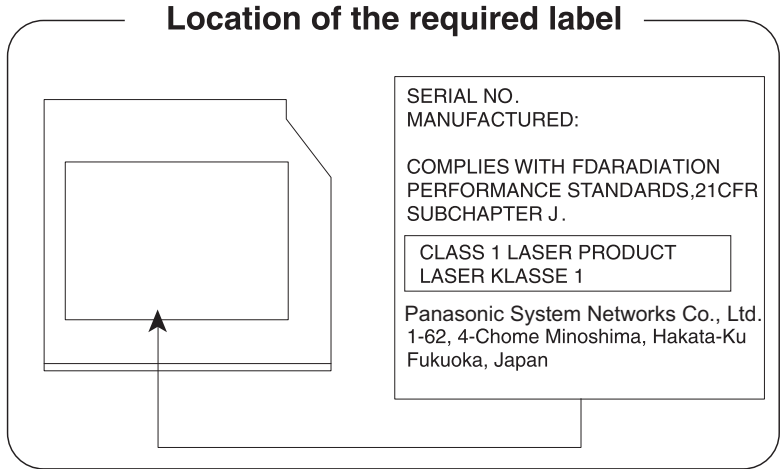 Location of the required label
SERIAL NO.
MANUFACTURED:
COMPLIES WITH FDARADIATION
PERFORMANCE STANDARDS,21CFR
SUBCHAPTER J.
CLASS 1 LASER PRODUCT
LASER KLASSE 1
Panasonic System Networks Co., Ltd.
1-62, 4-Chome Minoshima, Hakata-Ku
Fukuoka, Japan